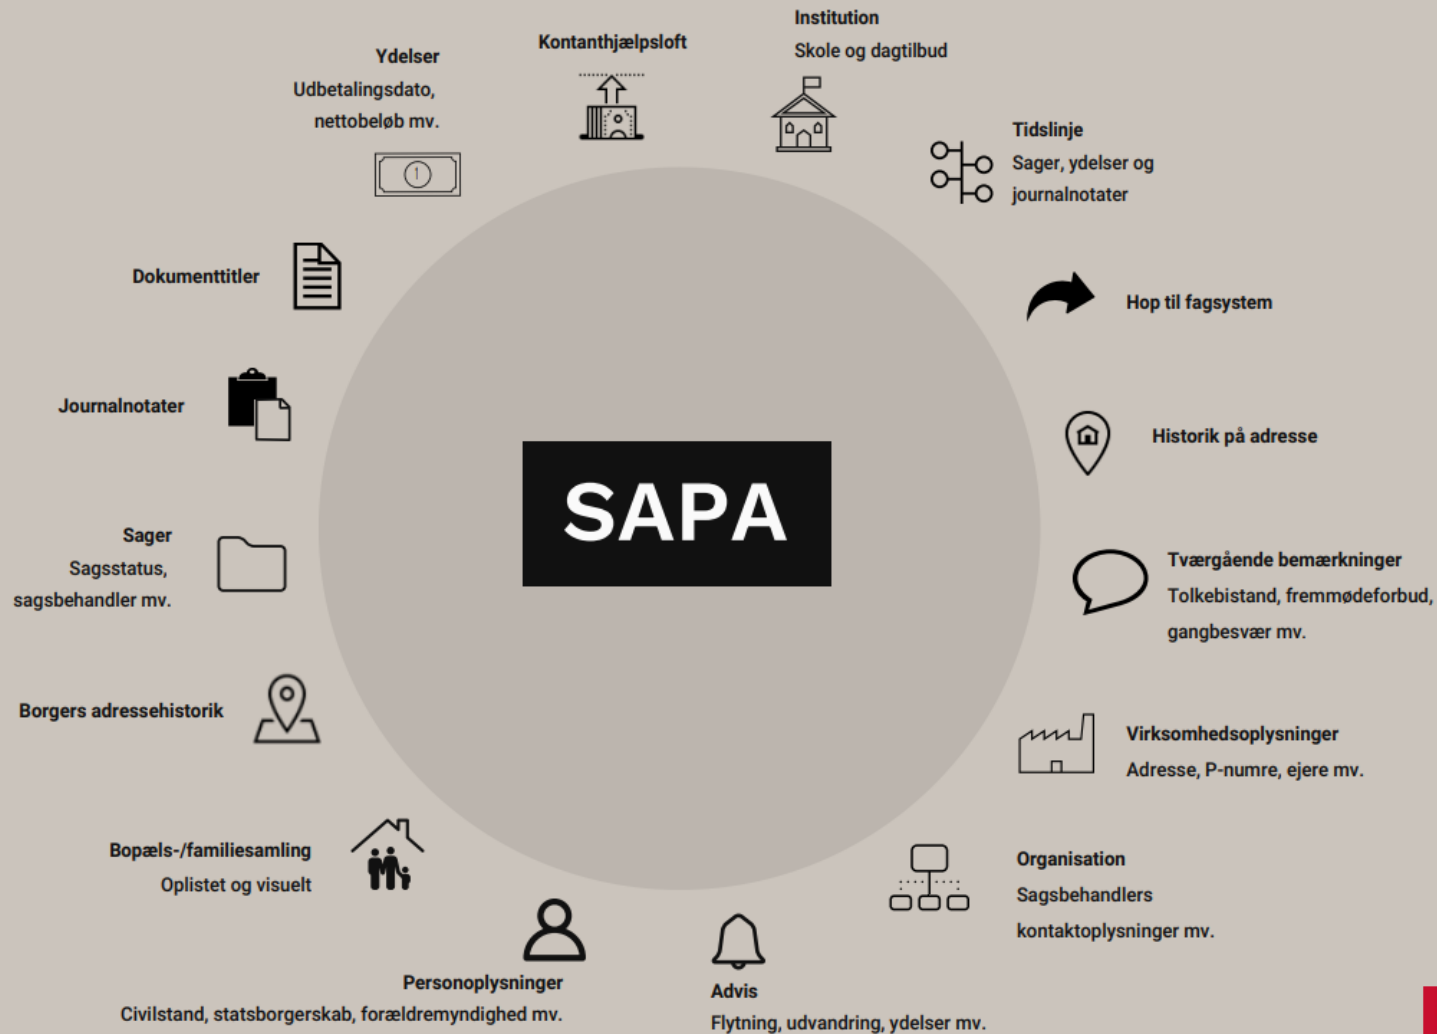 Institution
Skole og dagtilbud
Kontanthjælpsloft
Ydelser
Udbetalingsdato,
nettobeløb mv.
1
Tidslinje
Sager, ydelser og
journalnotater
Dokumenttitler
Hop til fagsystem
Journalnotater
Historik på adresse
SAPA
Sager
Sagsstatus,
sagsbehandler mv.
Tværgående bemærkninger
Tolkebistand, fremmødeforbud,
gangbesvær mv.
Borgers adressehistorik
Virksomhedsoplysninger
Adresse, P-numre, ejere mv.
Bopæls-/familiesamling
Oplistet og visuelt
Organisation
Sagsbehandlers
kontaktoplysninger mv.
Personoplysninger
Civilstand, statsborgerskab, forældremyndighed mv.
Advis
Flytning, udvandring, ydelser mv.